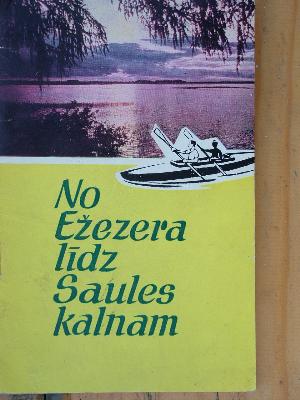 No
Ežezera
līdz
Saules
kalnam